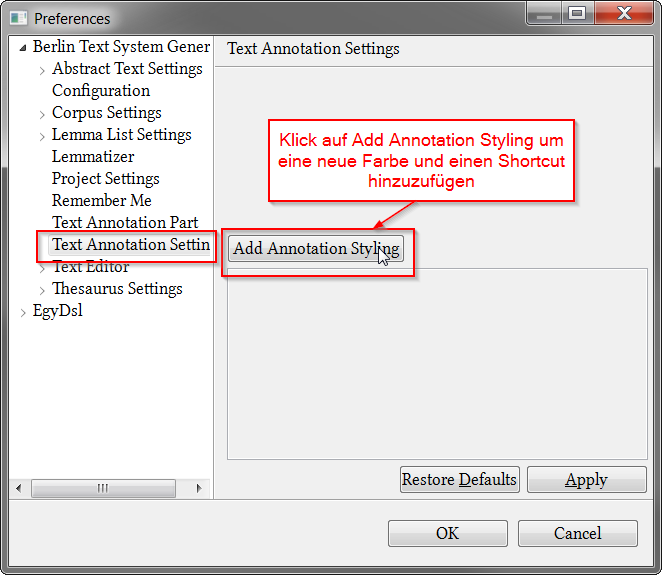 Preferences
Berlin Text System Gener
Abstract Text Settings
Configuration
Corpus Settings
Lemma List Settings
Lemmatizer
Project Settings
Remember Me
Text Annotation Part
Text Annotation Settin
Text Editor
Thesaurus Settings
EgyDsl
Text Annotation Settings
Klick auf Add Annotation Styling um
eine neue Farbe und einen Shortcut
hinzuzufügen
Add Annotation Styling
Restore Defaults
Apply
OK
Cancel